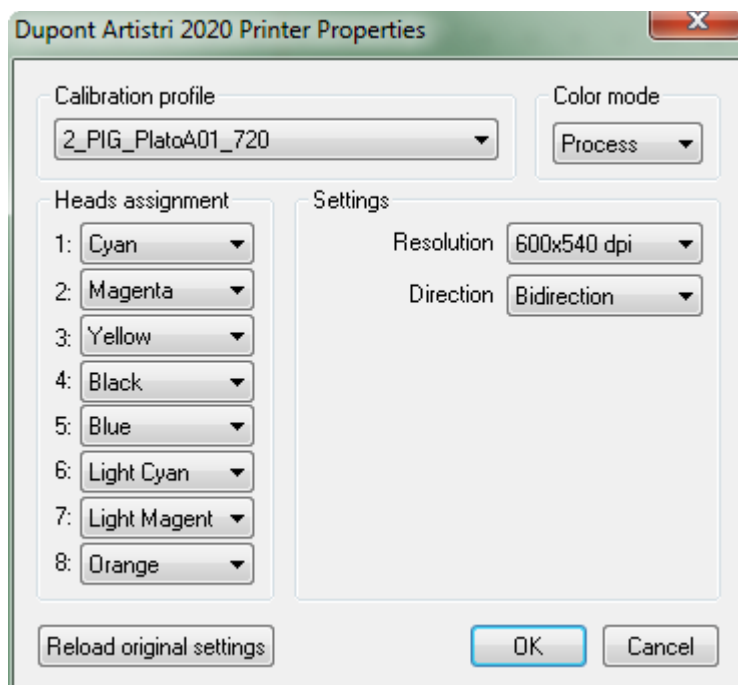 Dupont Artistri 2020 Printer Properties
x
Calibration profile
2_PIG_PlatoA01_720
Color mode
Process
Heads assignment
1: Cyan
2: Magenta
3: Yellow
4: Black
5: Blue
6: Light Cyan
7: Light Magent
8: Orange
Settings
Resolution 600x540 dpi
Direction Bidirection
Reload original settings
OK
Cancel